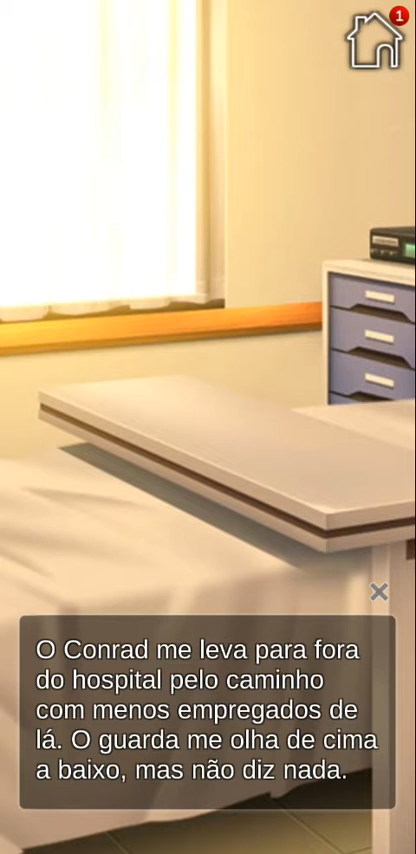 1
O Conrad me leva para fora
do hospital pelo caminho
com menos empregados de
lá. O guarda me olha de cima
a baixo, mas não diz nada.